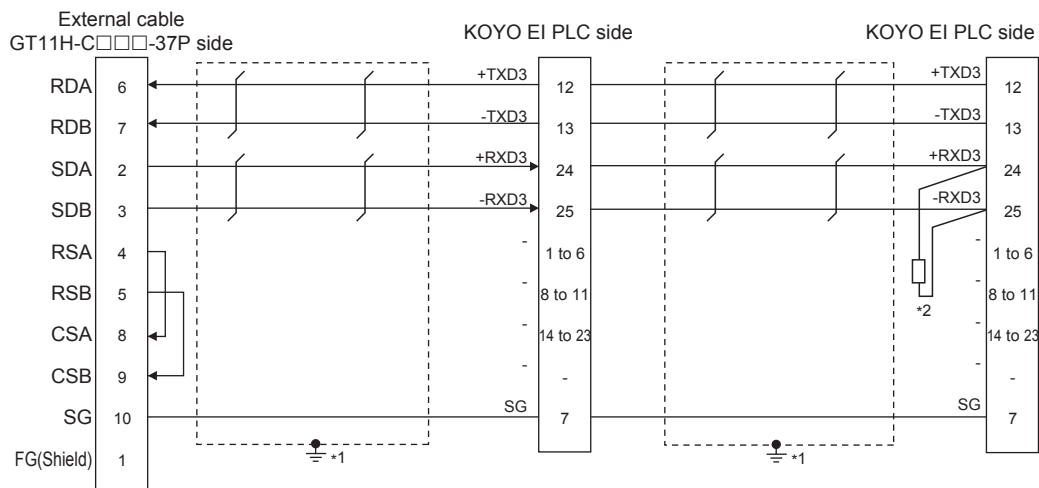 External cable
GT11H-C□□□-37P side
KOYO EI PLC side
KOYO EI PLC side
RDA 6 +TXD3 12 +TXD3 12
RDB 7 -TXD3 13 -TXD3 13
SDA 2 +RXD3 24 +RXD3 24
SDB 3 -RXD3 25 -RXD3 25
RSA 4 - 1 to 6 - 1 to 6
RSB 5 - 8 to 11 - 8 to 11
*2
CSA 8 - 14 to 23 - 14 to 23
CSB 9 - - - -
SG 10 SG 7 SG 7
FG(Shield) 1 *1 *1